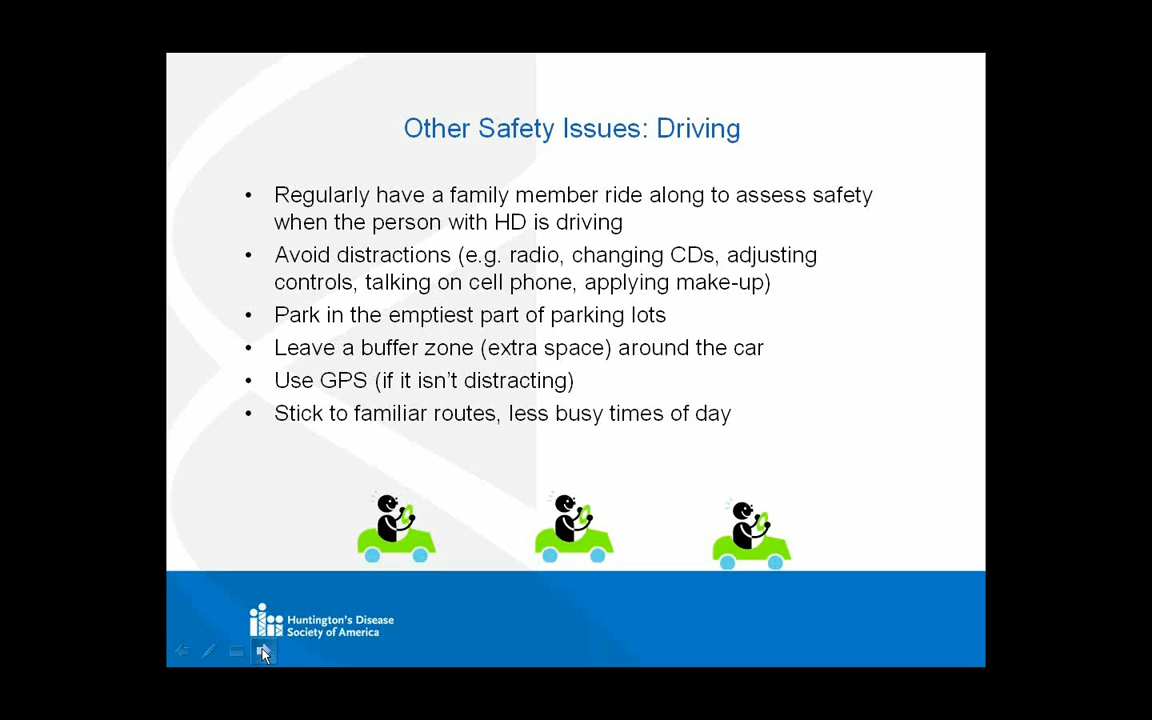 Other Safety Issues: Driving
• Regularly have a family member ride along to assess safety
when the person with HD is driving
• Avoid distractions (e.g. radio, changing CDs, adjusting
controls, talking on cell phone, applying make-up)
• Park in the emptiest part of parking lots
• Leave a buffer zone (extra space) around the car
• Use GPS (if it isn't distracting)
• Stick to familiar routes, less busy times of day
Huntington's Disease
Society of America